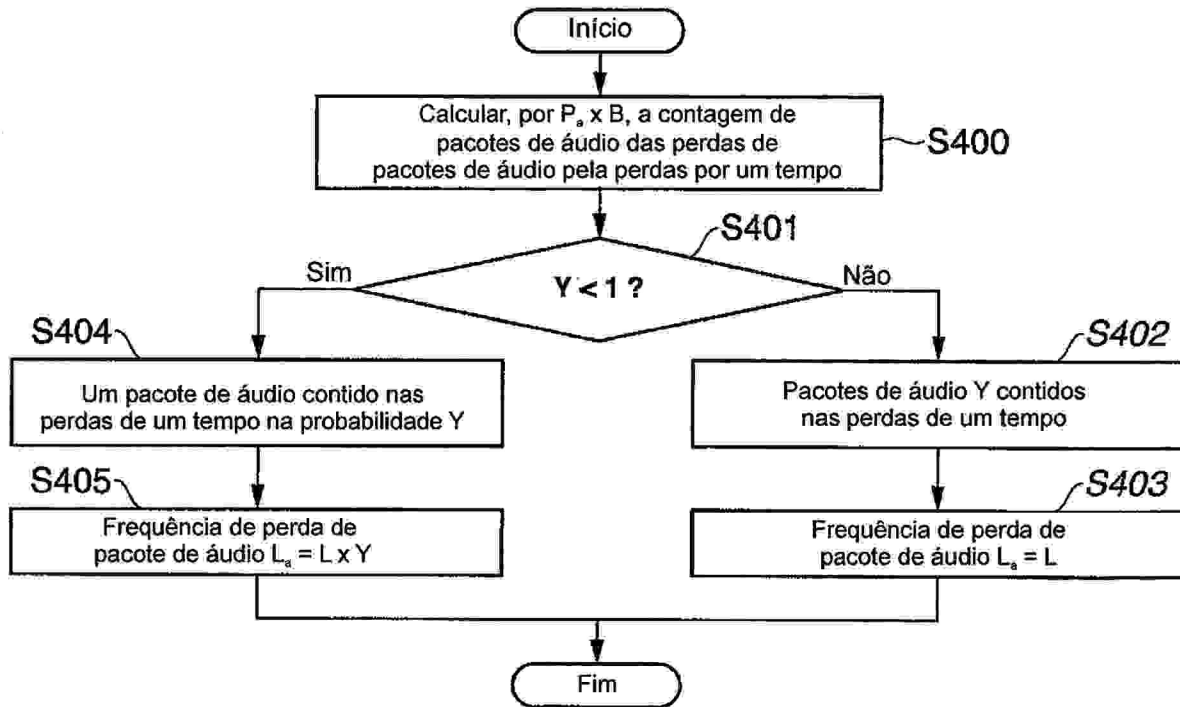 Início
Calcular, por Pₐ x B, a contagem de
pacotes de áudio das perdas de
pacotes de áudio pela perdas por um tempo
S400
S401
Y < 1 ?
Sim
Não
S404
Um pacote de áudio contido nas
perdas de um tempo na probabilidade Y
S402
Pacotes de áudio Y contidos
nas perdas de um tempo
S405
Frequência de perda de
pacote de áudio Lₐ = L x Y
S403
Frequência de perda de
pacote de áudio Lₐ = L
Fim